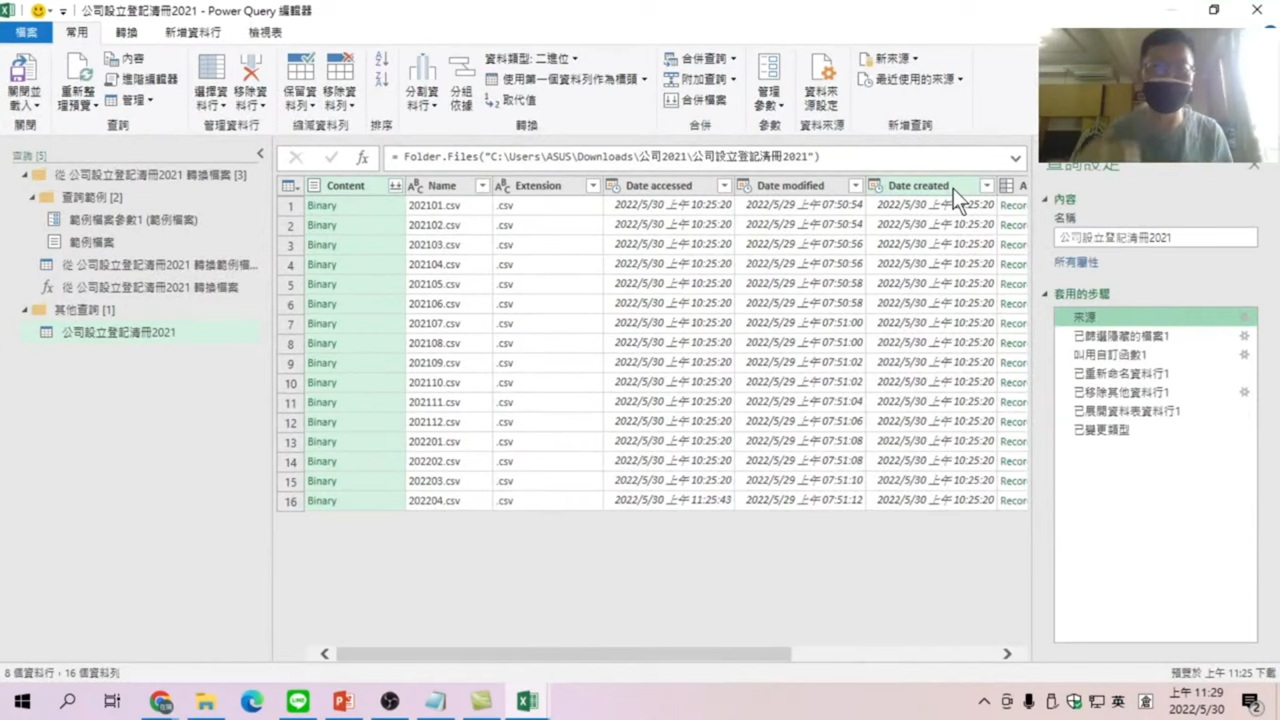 公司設立登記清冊2021 - Power Query 編輯器
檔案 常用 轉換 新增資料行 檢視表
關閉並載入 重新整理預覽 內容 進階編輯器 管理 選擇資料行 移除資料行 保留資料列 移除資料列 分割資料行 分組依據 資料類型: 二進位 使用第一個資料列作為標頭 取代值 合併查詢 附加查詢 合併檔案 管理參數 資料來源設定 新來源 最近使用的來源
關閉 查詢 管理資料行 縮減資料列 排序 轉換 合併 參數 資料來源 新增查詢
查詢 [5]
從 公司設立登記清冊2021 轉換檔案 [3]
查詢範例 [2]
範例檔案參數1 (範例檔案)
範例檔案
從 公司設立登記清冊2021 轉換範例檔...
fx 從 公司設立登記清冊2021 轉換檔案
其他查詢 [1]
公司設立登記清冊2021
fx = Folder.Files("C:\Users\ASUS\Downloads\公司2021\公司設立登記清冊2021")
Content Name Extension Date accessed Date modified Date created A
1 Binary 202101.csv .csv 2022/5/30 上午 10:25:20 2022/5/29 上午 07:50:54 2022/5/30 上午 10:25:20 Recor
2 Binary 202102.csv .csv 2022/5/30 上午 10:25:20 2022/5/29 上午 07:50:54 2022/5/30 上午 10:25:20 Recor
3 Binary 202103.csv .csv 2022/5/30 上午 10:25:20 2022/5/29 上午 07:50:56 2022/5/30 上午 10:25:20 Recor
4 Binary 202104.csv .csv 2022/5/30 上午 10:25:20 2022/5/29 上午 07:50:56 2022/5/30 上午 10:25:20 Recor
5 Binary 202105.csv .csv 2022/5/30 上午 10:25:20 2022/5/29 上午 07:50:58 2022/5/30 上午 10:25:20 Recor
6 Binary 202106.csv .csv 2022/5/30 上午 10:25:20 2022/5/29 上午 07:50:58 2022/5/30 上午 10:25:20 Recor
7 Binary 202107.csv .csv 2022/5/30 上午 10:25:20 2022/5/29 上午 07:51:00 2022/5/30 上午 10:25:20 Recor
8 Binary 202108.csv .csv 2022/5/30 上午 10:25:20 2022/5/29 上午 07:51:00 2022/5/30 上午 10:25:20 Recor
9 Binary 202109.csv .csv 2022/5/30 上午 10:25:20 2022/5/29 上午 07:51:02 2022/5/30 上午 10:25:20 Recor
10 Binary 202110.csv .csv 2022/5/30 上午 10:25:20 2022/5/29 上午 07:51:02 2022/5/30 上午 10:25:20 Recor
11 Binary 202111.csv .csv 2022/5/30 上午 10:25:20 2022/5/29 上午 07:51:04 2022/5/30 上午 10:25:20 Recor
12 Binary 202112.csv .csv 2022/5/30 上午 10:25:20 2022/5/29 上午 07:51:06 2022/5/30 上午 10:25:20 Recor
13 Binary 202201.csv .csv 2022/5/30 上午 10:25:20 2022/5/29 上午 07:51:08 2022/5/30 上午 10:25:20 Recor
14 Binary 202202.csv .csv 2022/5/30 上午 10:25:20 2022/5/29 上午 07:51:08 2022/5/30 上午 10:25:20 Recor
15 Binary 202203.csv .csv 2022/5/30 上午 10:25:20 2022/5/29 上午 07:51:10 2022/5/30 上午 10:25:20 Recor
16 Binary 202204.csv .csv 2022/5/30 上午 11:25:43 2022/5/29 上午 07:51:12 2022/5/30 上午 10:25:20 Recor
查詢設定
內容
名稱
公司設立登記清冊2021
所有屬性
套用的步驟
來源
已篩選隱藏的檔案1
叫用自訂函數1
已重新命名資料行1
已移除其他資料行1
已展開資料表資料行1
已變更類型
8 個資料行，16 個資料列
預覽於 上午 11:25 下載
英
上午 11:29
2022/5/30
2